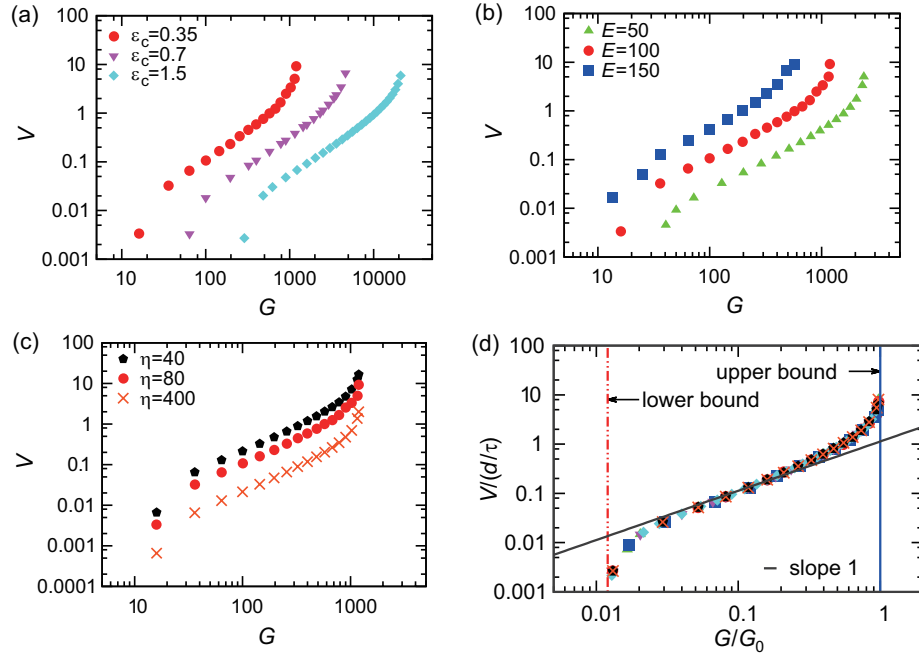 (a)
100
10
1
0.1
0.01
0.001
V
ε_c=0.35
ε_c=0.7
ε_c=1.5
10 100 1000 10000
G
(b)
100
10
1
0.1
0.01
0.001
V
E=50
E=100
E=150
10 100 1000
G
(c)
100
10
1
0.1
0.01
0.001
0.0001
V
η=40
η=80
η=400
10 100 1000
G
(d)
100
10
1
0.1
0.01
0.001
V/(d/τ)
upper bound
lower bound
slope 1
0.01 0.1 1
G/G₀